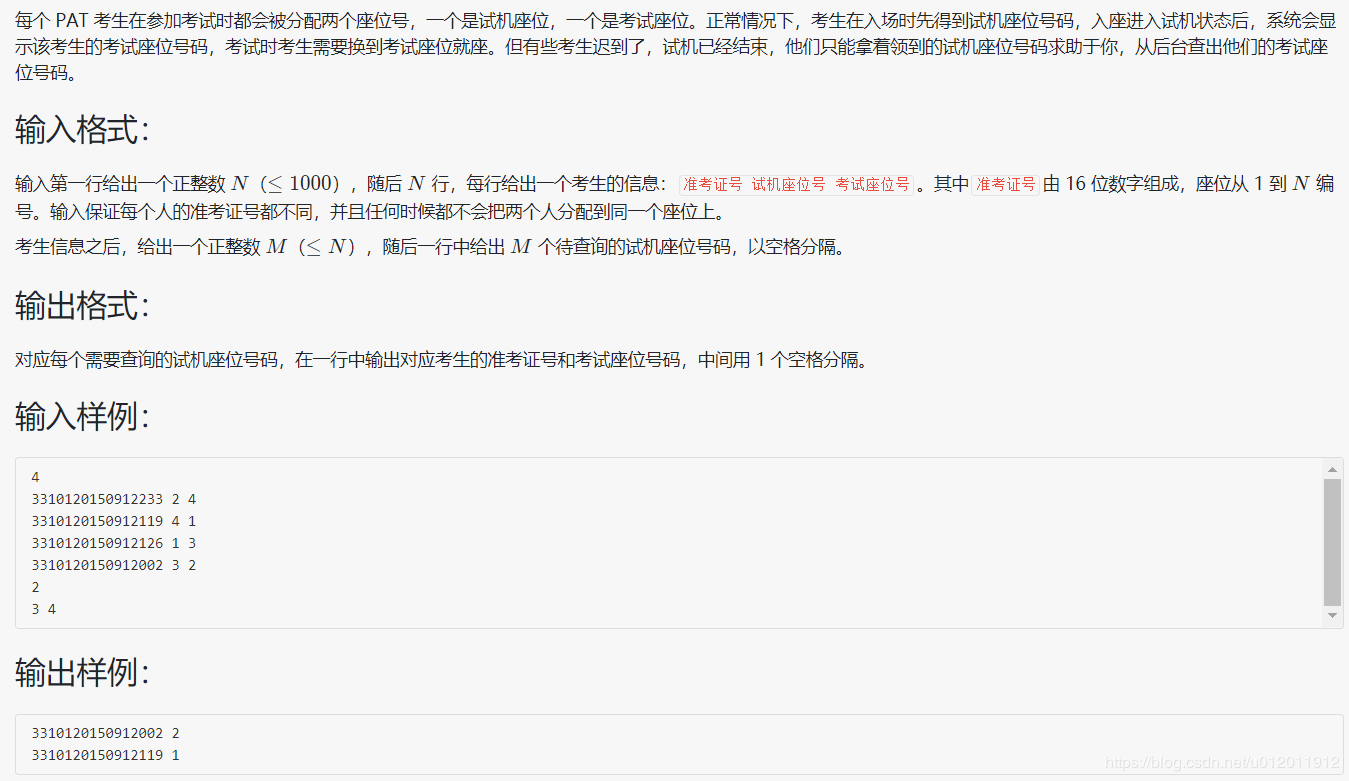 每个 PAT 考生在参加考试时都会被分配两个座位号，一个是试机座位，一个是考试座位。正常情况下，考生在入场时先得到试机座位号码，入座进入试机状态后，系统会显
示该考生的考试座位号码，考试时考生需要换到考试座位就座。但有些考生迟到了，试机已经结束，他们只能拿着领到的试机座位号码求助于你，从后台查出他们的考试座
位号码。
输入格式：
输入第一行给出一个正整数 N（≤ 1000），随后 N 行，每行给出一个考生的信息： 准考证号 试机座位号 考试座位号 。其中 准考证号 由 16 位数字组成，座位从 1 到 N 编
号。输入保证每个人的准考证号都不同，并且任何时候都不会把两个人分配到同一个座位上。
考生信息之后，给出一个正整数 M（≤ N），随后一行中给出 M 个待查询的试机座位号码，以空格分隔。
输出格式：
对应每个需要查询的试机座位号码，在一行中输出对应考生的准考证号和考试座位号码，中间用 1 个空格分隔。
输入样例：
4
3310120150912233 2 4
3310120150912119 4 1
3310120150912126 1 3
3310120150912002 3 2
2
3 4
输出样例：
3310120150912002 2
3310120150912119 1
https://blog.csdn.net/u012011912